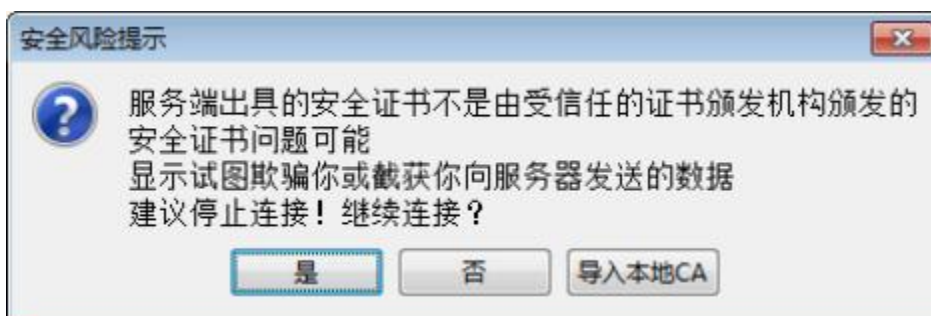 安全风险提示
服务端出具的安全证书不是由受信任的证书颁发机构颁发的
安全证书问题可能
显示试图欺骗你或截获你向服务器发送的数据
建议停止连接！继续连接？
是
否
导入本地CA